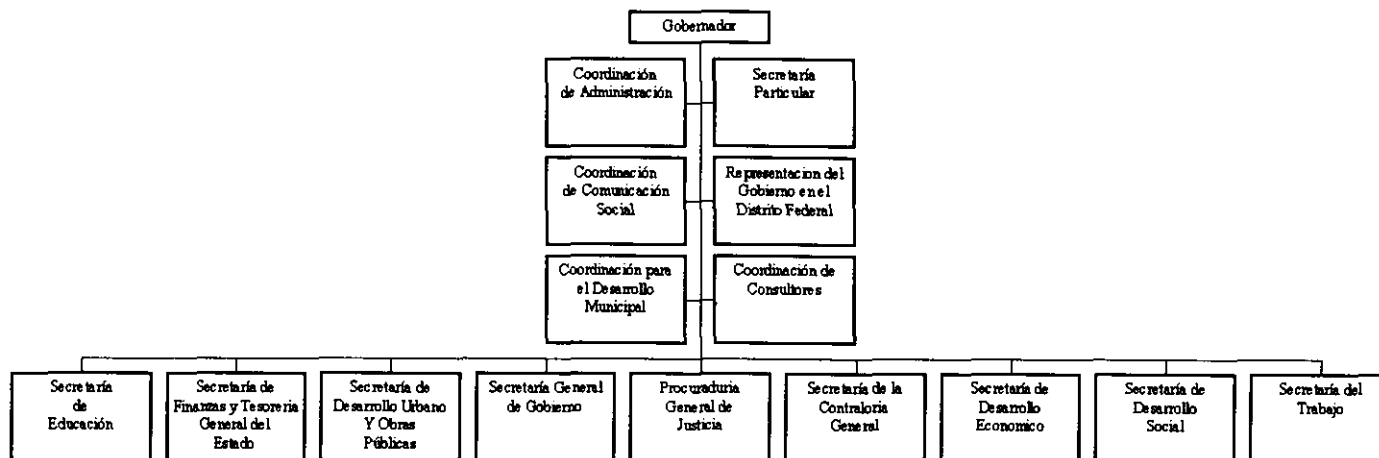 Gobernador
Coordinación
de Administración
Secretaría
Particular
Coordinación
de Comunicación
Social
Representacion del
Gobierno en el
Distrito Federal
Coordinación para
el Desarrollo
Municipal
Coordinación de
Consultores
Secretaría
de
Educación
Secretaría de
Finanzas y Tesoreria
General del
Estado
Secretaría de
Desarrollo Urbano
Y Obras
Públicas
Secretaría General
de Gobierno
Procuraduria
General de
Justicia
Secretaría de la
Contraloria
General
Secretaría de
Desarrollo
Economico
Secretaría de
Desarrollo
Social
Secretaría del
Trabajo